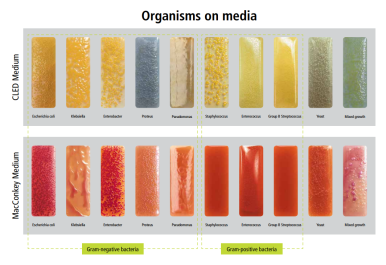 Organisms on media
CLED Medium
Escherichia coli Klebsiella Enterobacter Proteus Pseudomonas Staphylococcus Enterococcus Group B Streptococcus Yeast Mixed growth
MacConkey Medium
Escherichia coli Klebsiella Enterobacter Proteus Pseudomonas Staphylococcus Enterococcus Group B Streptococcus Yeast Mixed growth
Gram-negative bacteria Gram-positive bacteria